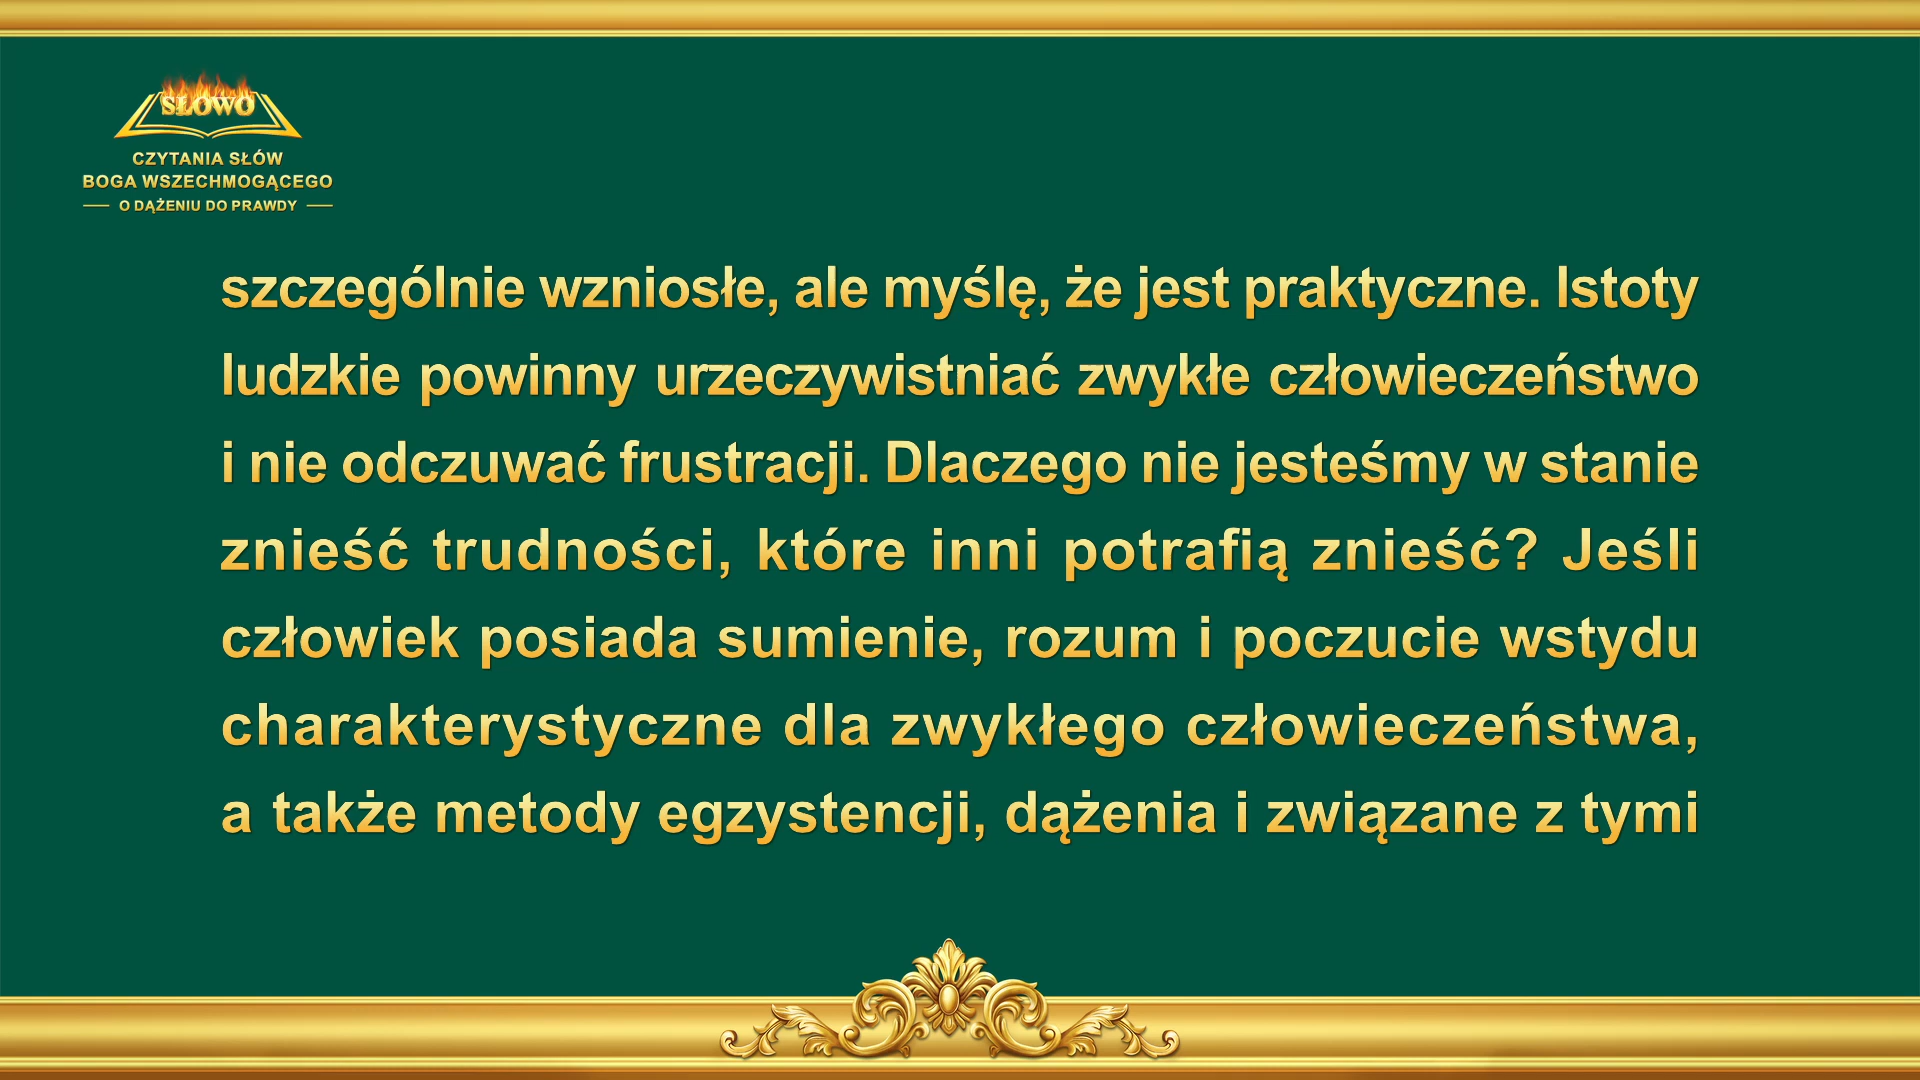 SŁOWO
CZYTANIA SŁÓW
BOGA WSZECHMOGĄCEGO
O DĄŻENIU DO PRAWDY
szczególnie wzniosłe, ale myślę, że jest praktyczne. Istoty
ludzkie powinny urzeczywistniać zwykłe człowieczeństwo
i nie odczuwać frustracji. Dlaczego nie jesteśmy w stanie
znieść trudności, które inni potrafią znieść? Jeśli
człowiek posiada sumienie, rozum i poczucie wstydu
charakterystyczne dla zwykłego człowieczeństwa,
a także metody egzystencji, dążenia i związane z tymi